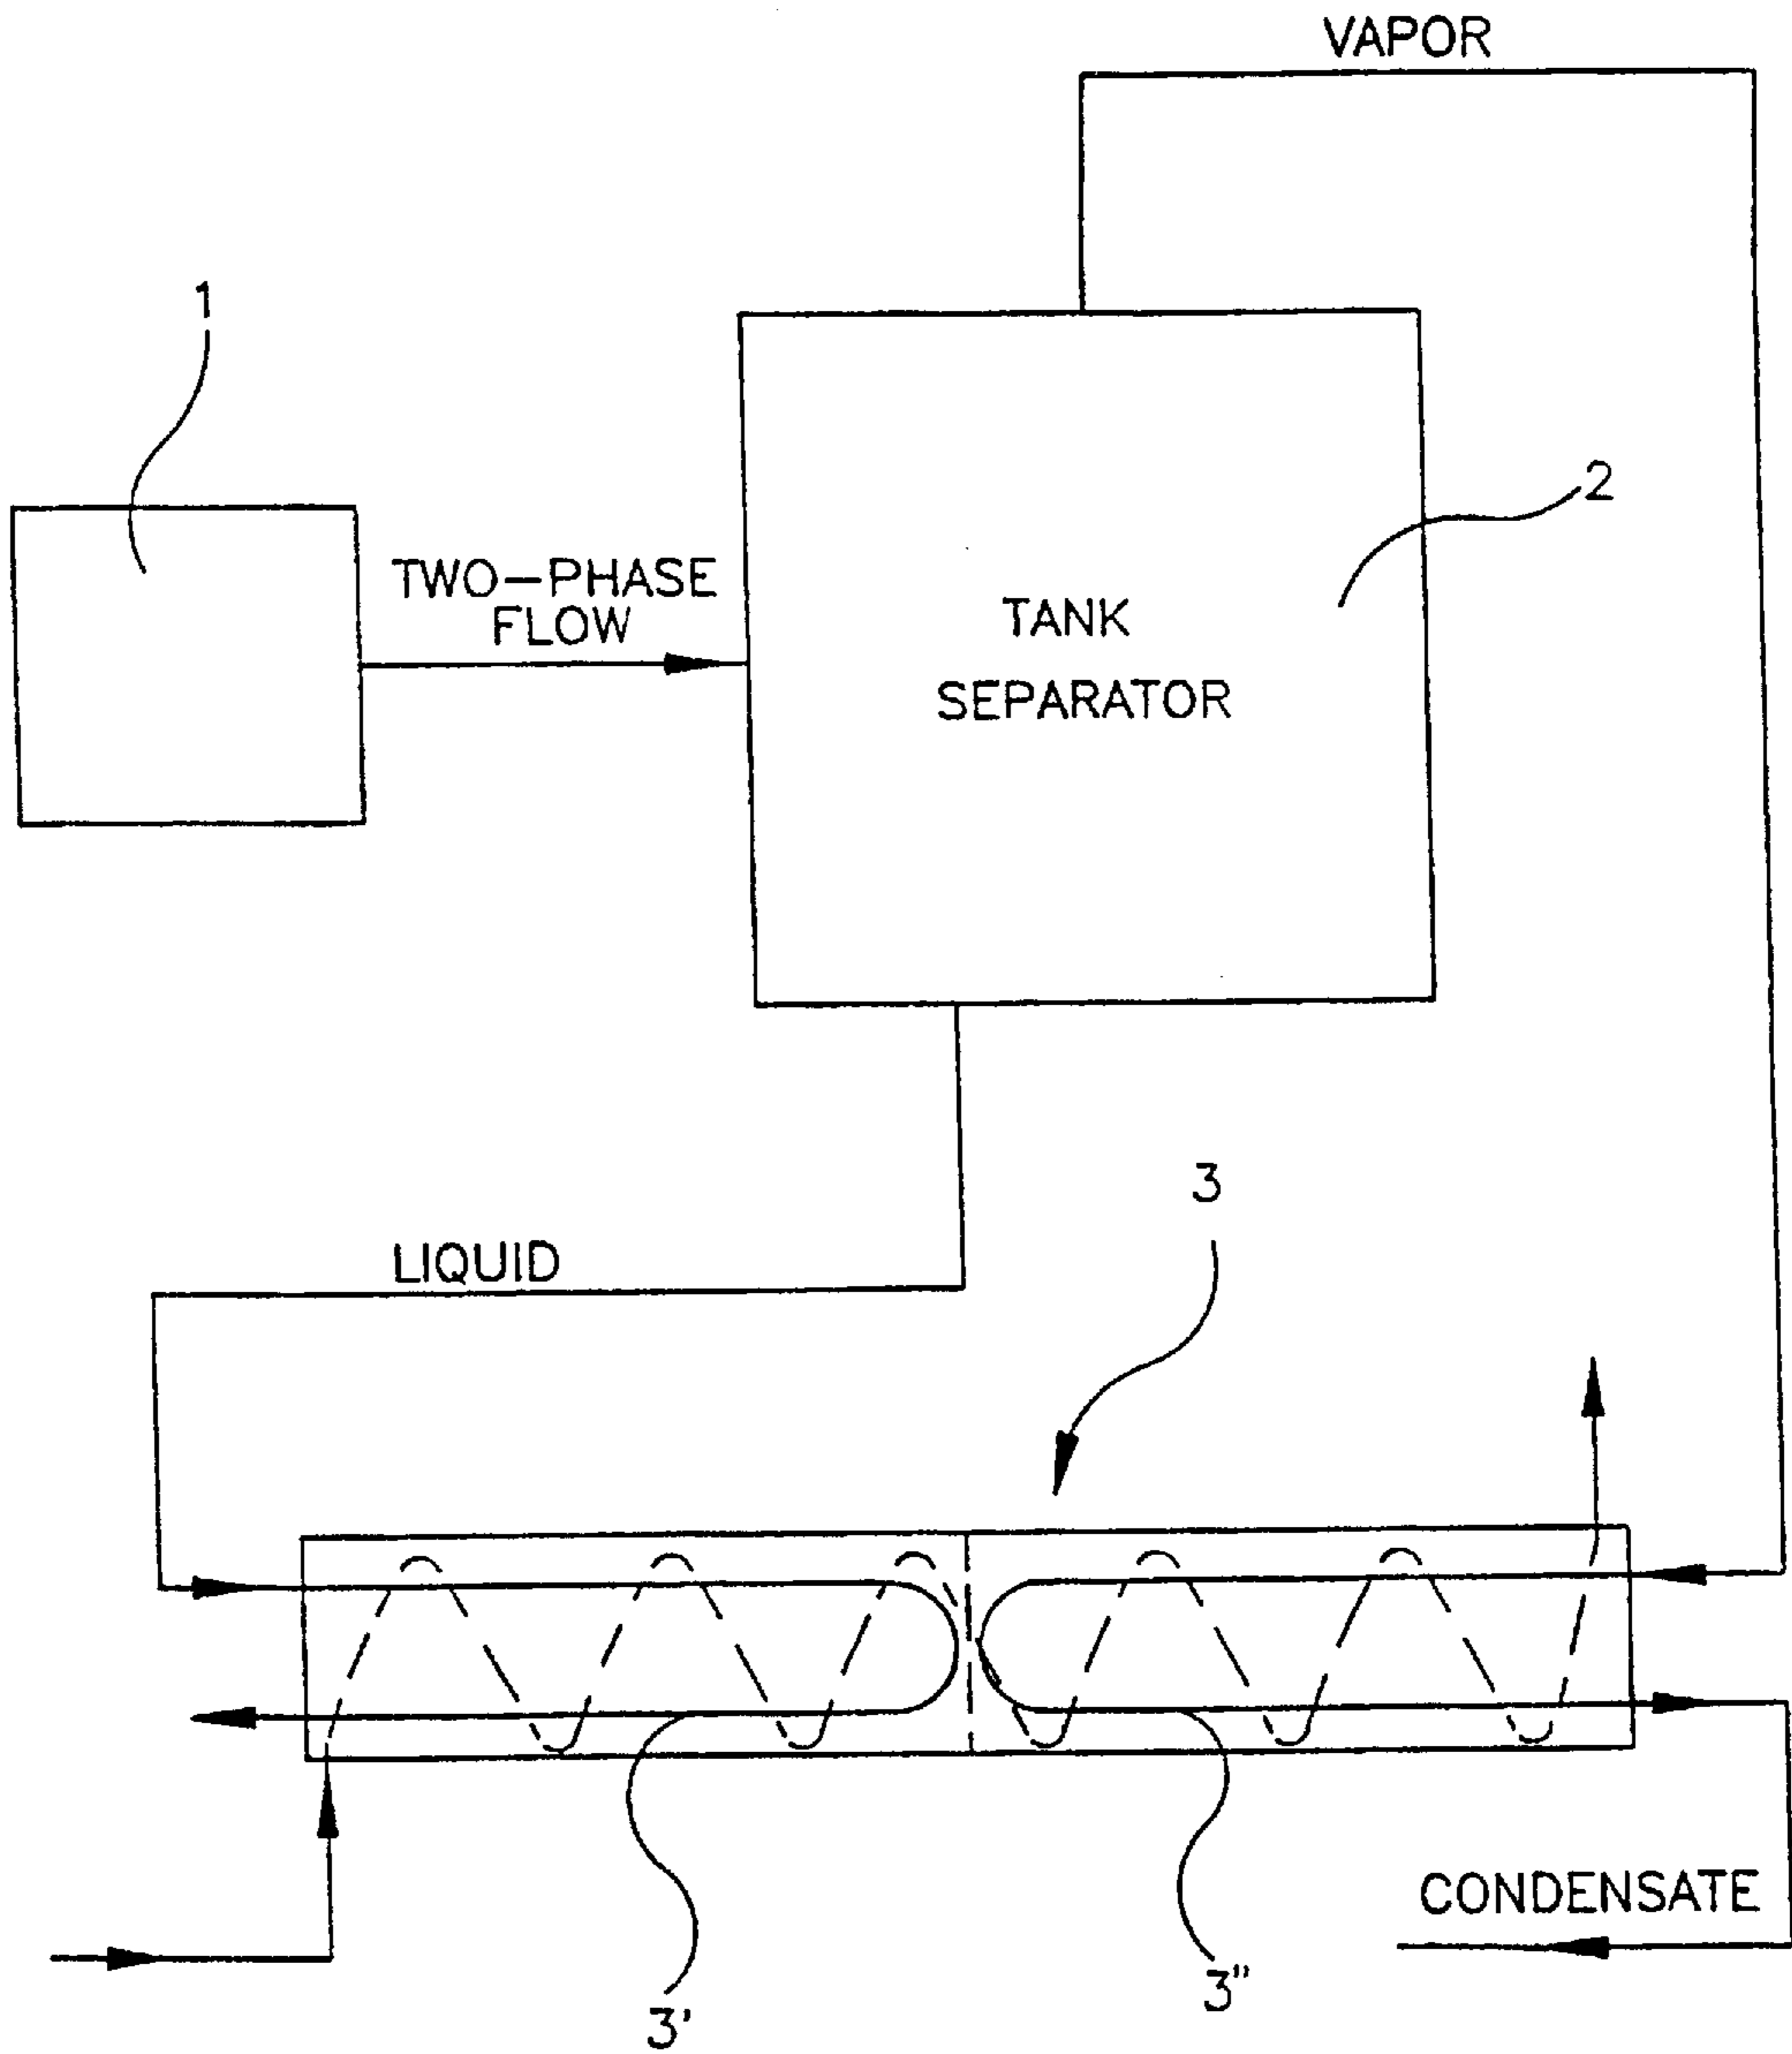 VAPOR
1
2
TWO-PHASE
FLOW
TANK
SEPARATOR
3
LIQUID
CONDENSATE
3'
3"